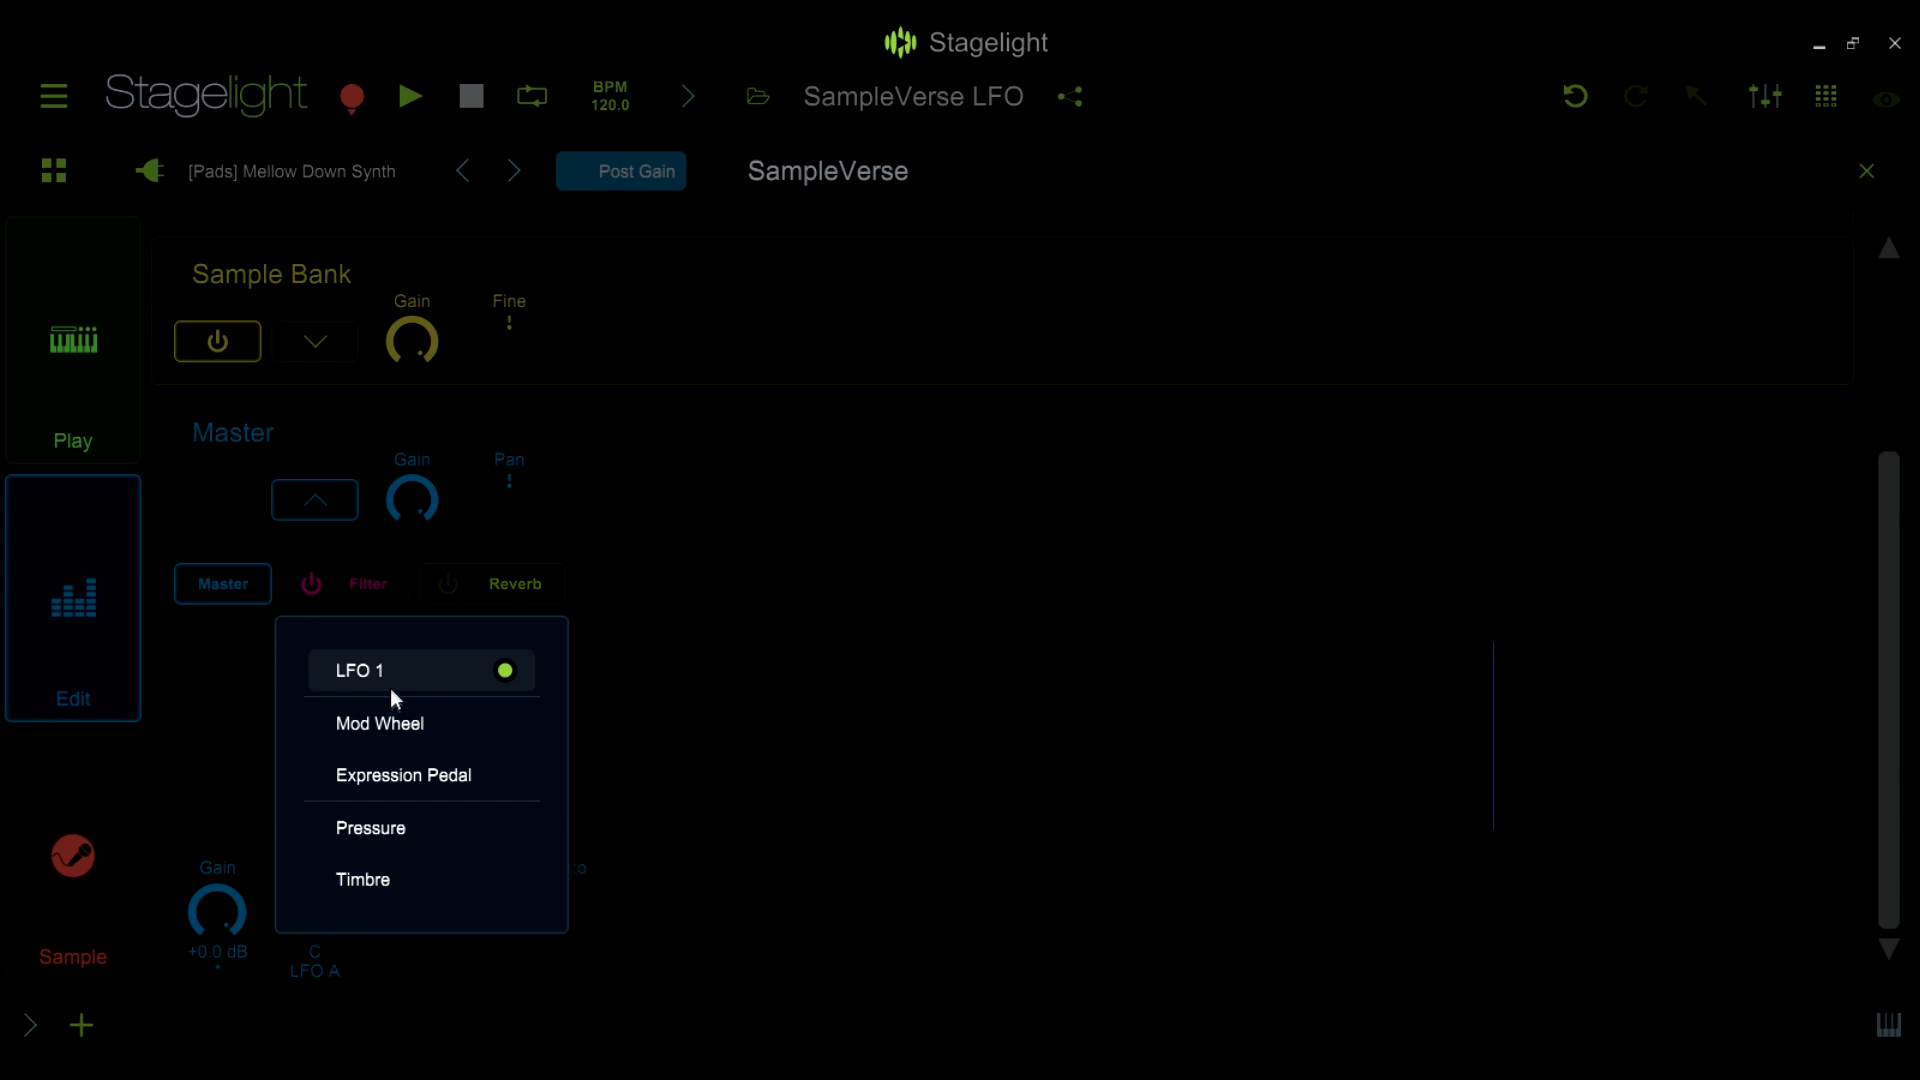 Stagelight
Stagelight
BPM
120.0
SampleVerse LFO
[Pads] Mellow Down Synth
Post Gain
SampleVerse
Sample Bank
Gain
Fine
Play
Master
Gain
Pan
Master
Filter
Reverb
LFO 1
Edit
Mod Wheel
Expression Pedal
Pressure
Timbre
Gain
+0.0 dB
C
LFO A
Sample